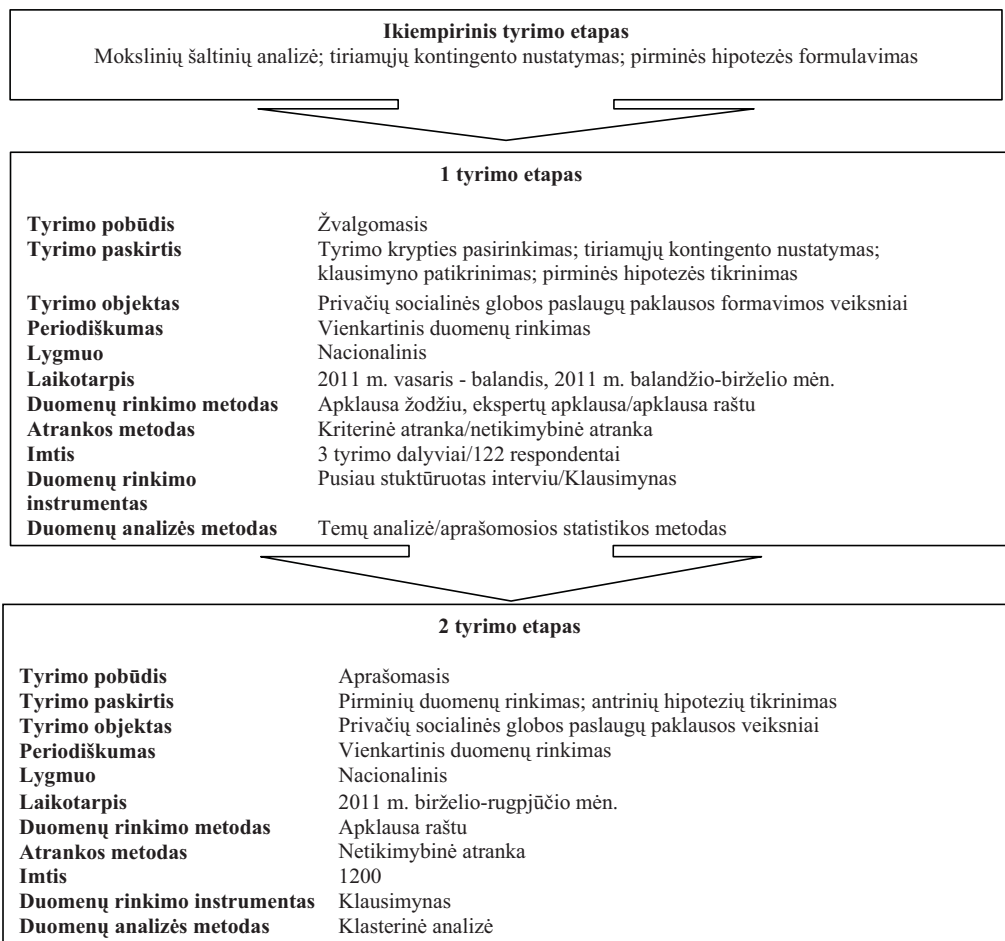 Ikiempirinis tyrimo etapas
Mokslinių šaltinių analizė; tiriamųjų kontingento nustatymas; pirminės hipotezės formulavimas
1 tyrimo etapas
Tyrimo pobūdis Žvalgomasis
Tyrimo paskirtis Tyrimo krypties pasirinkimas; tiriamųjų kontingento nustatymas;
klausimyno patikrinimas; pirminės hipotezės tikrinimas
Tyrimo objektas Privačių socialinės globos paslaugų paklausos formavimos veiksniai
Periodiškumas Vienkartinis duomenų rinkimas
Lygmuo Nacionalinis
Laikotarpis 2011 m. vasaris - balandis, 2011 m. balandžio-birželio mėn.
Duomenų rinkimo metodas Apklausa žodžiu, ekspertų apklausa/apklausa raštu
Atrankos metodas Kriterinė atranka/netikimybinė atranka
Imtis 3 tyrimo dalyviai/122 respondentai
Duomenų rinkimo Pusiau stuktūruotas interviu/Klausimynas
instrumentas
Duomenų analizės metodas Temų analizė/aprašomosios statistikos metodas
2 tyrimo etapas
Tyrimo pobūdis Aprašomasis
Tyrimo paskirtis Pirminių duomenų rinkimas; antrinių hipotezių tikrinimas
Tyrimo objektas Privačių socialinės globos paslaugų paklausos veiksniai
Periodiškumas Vienkartinis duomenų rinkimas
Lygmuo Nacionalinis
Laikotarpis 2011 m. birželio-rugpjūčio mėn.
Duomenų rinkimo metodas Apklausa raštu
Atrankos metodas Netikimybinė atranka
Imtis 1200
Duomenų rinkimo instrumentas Klausimynas
Duomenų analizės metodas Klasterinė analizė